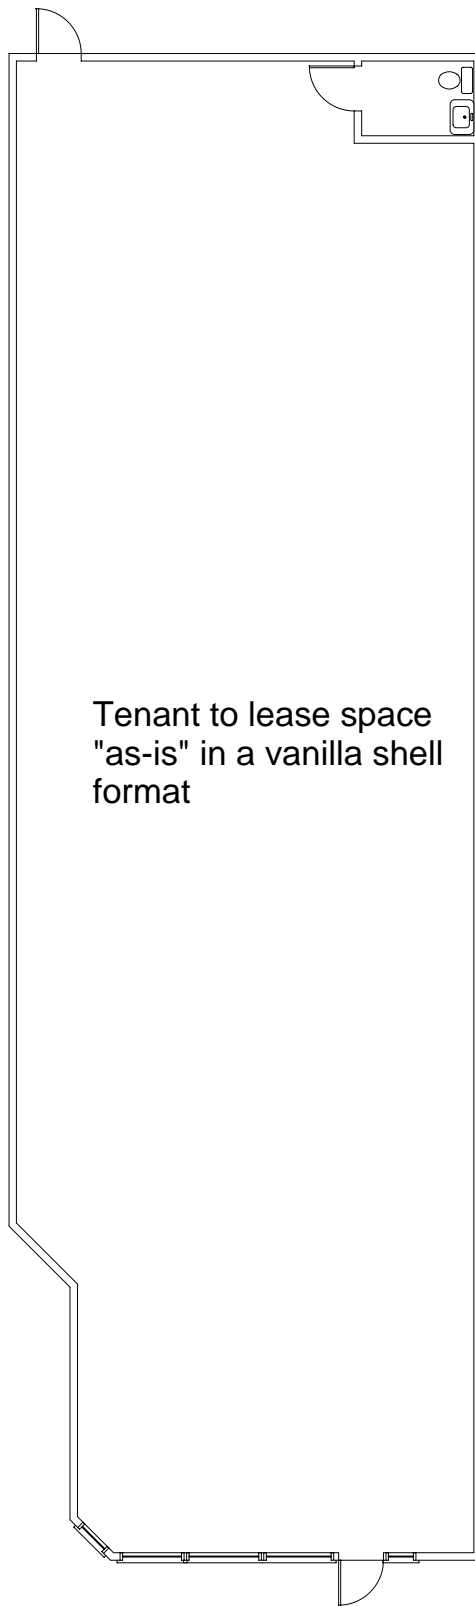 Tenant to lease space
"as-is" in a vanilla shell
format